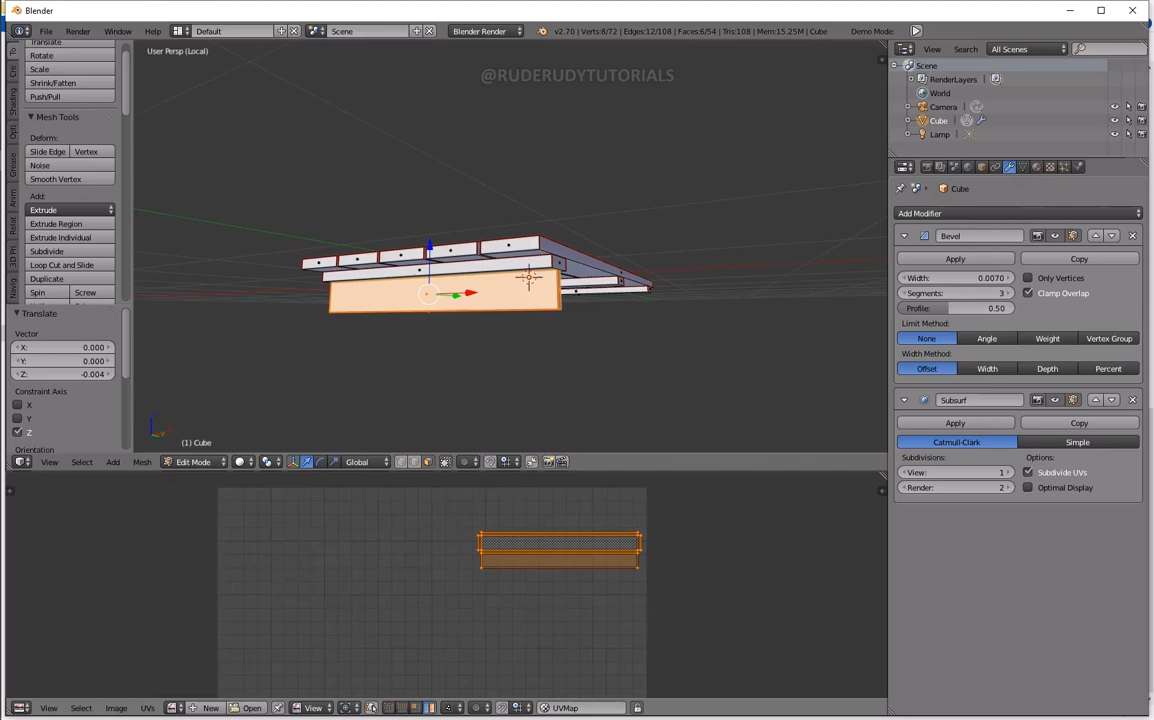 Blender
File Render Window Help Default Scene Blender Render v2.70 | Verts:8/72 | Edges:12/108 | Faces:6/54 | Tris:108 | Mem:15.25M | Cube Demo Mode:
Translate
Rotate
Scale
Shrink/Fatten
Push/Pull
Mesh Tools
Deform:
Slide Edge Vertex
Noise
Smooth Vertex
Add:
Extrude
Extrude Region
Extrude Individual
Subdivide
Loop Cut and Slide
Duplicate
Spin Screw
Translate
Vector
X: 0.000
Y: 0.000
Z: -0.004
Constraint Axis
X
Y
Z
Orientation
User Persp (Local)
@RUDERUDYTUTORIALS
(1) Cube
View Select Add Mesh Edit Mode Global
View Select Image UVs New Open View UVMap
View Search All Scenes
Scene
RenderLayers
World
Camera
Cube
Lamp
Cube
Add Modifier
Bevel
Apply Copy
Width: 0.0070 Only Vertices
Segments: 3 Clamp Overlap
Profile: 0.50
Limit Method:
None Angle Weight Vertex Group
Width Method:
Offset Width Depth Percent
Subsurf
Apply Copy
Catmull-Clark Simple
Subdivisions: Options:
View: 1 Subdivide UVs
Render: 2 Optimal Display